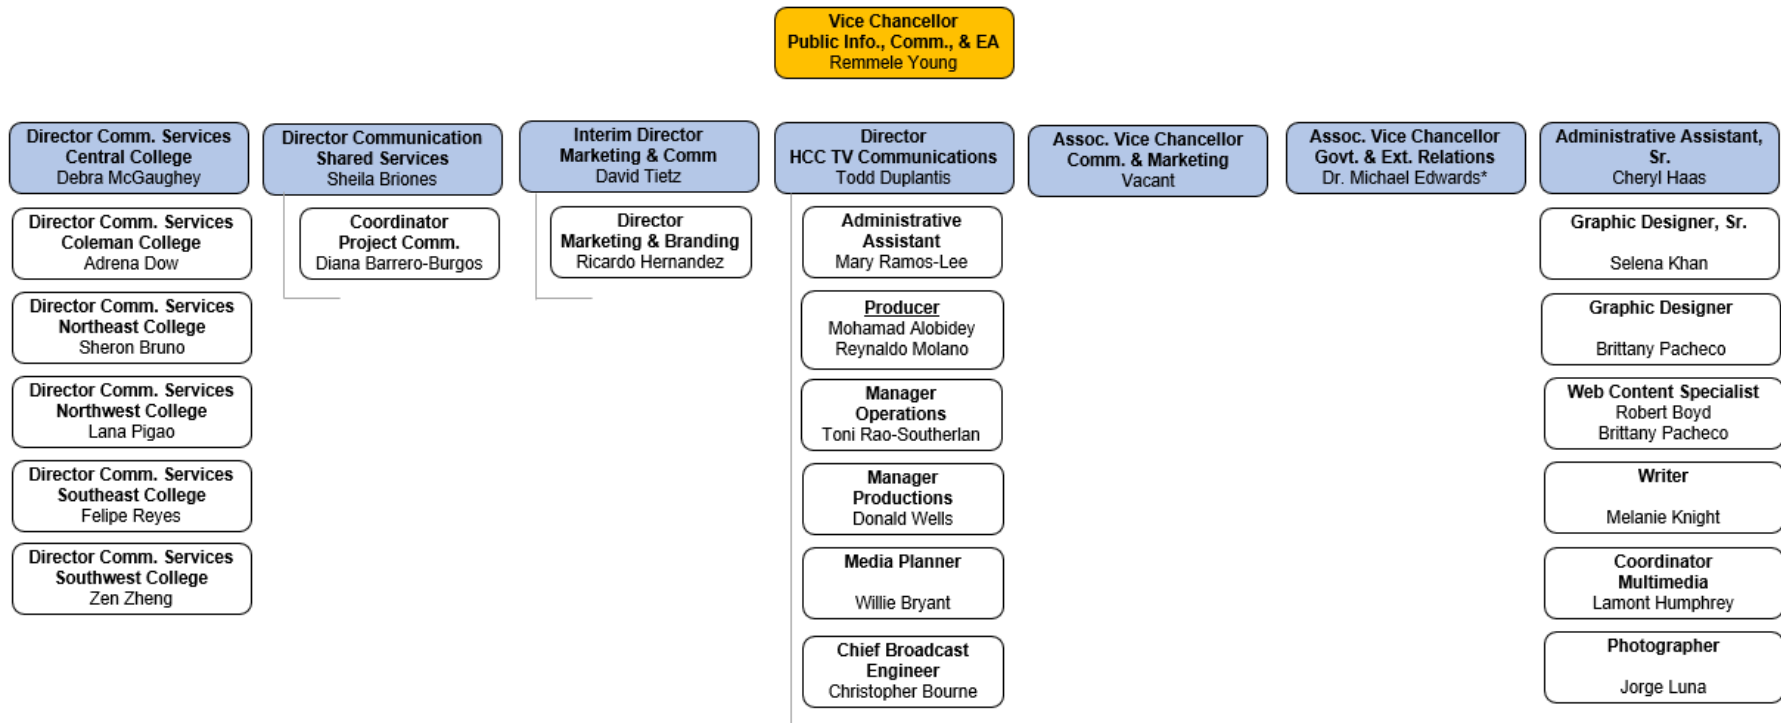 Vice Chancellor
Public Info., Comm., & EA
Remmele Young
Director Comm. Services
Central College
Debra McGaughey
Director Comm. Services
Coleman College
Adrena Dow
Director Comm. Services
Northeast College
Sheron Bruno
Director Comm. Services
Northwest College
Lana Pigao
Director Comm. Services
Southeast College
Felipe Reyes
Director Comm. Services
Southwest College
Zen Zheng
Director Communication
Shared Services
Sheila Briones
Coordinator
Project Comm.
Diana Barrero-Burgos
Interim Director
Marketing & Comm
David Tietz
Director
Marketing & Branding
Ricardo Hernandez
Director
HCC TV Communications
Todd Duplantis
Administrative
Assistant
Mary Ramos-Lee
Producer
Mohamad Alobidey
Reynaldo Molano
Manager
Operations
Toni Rao-Southerlan
Manager
Productions
Donald Wells
Media Planner
Willie Bryant
Chief Broadcast
Engineer
Christopher Bourne
Assoc. Vice Chancellor
Comm. & Marketing
Vacant
Assoc. Vice Chancellor
Govt. & Ext. Relations
Dr. Michael Edwards*
Administrative Assistant,
Sr.
Cheryl Haas
Graphic Designer, Sr.
Selena Khan
Graphic Designer
Brittany Pacheco
Web Content Specialist
Robert Boyd
Brittany Pacheco
Writer
Melanie Knight
Coordinator
Multimedia
Lamont Humphrey
Photographer
Jorge Luna